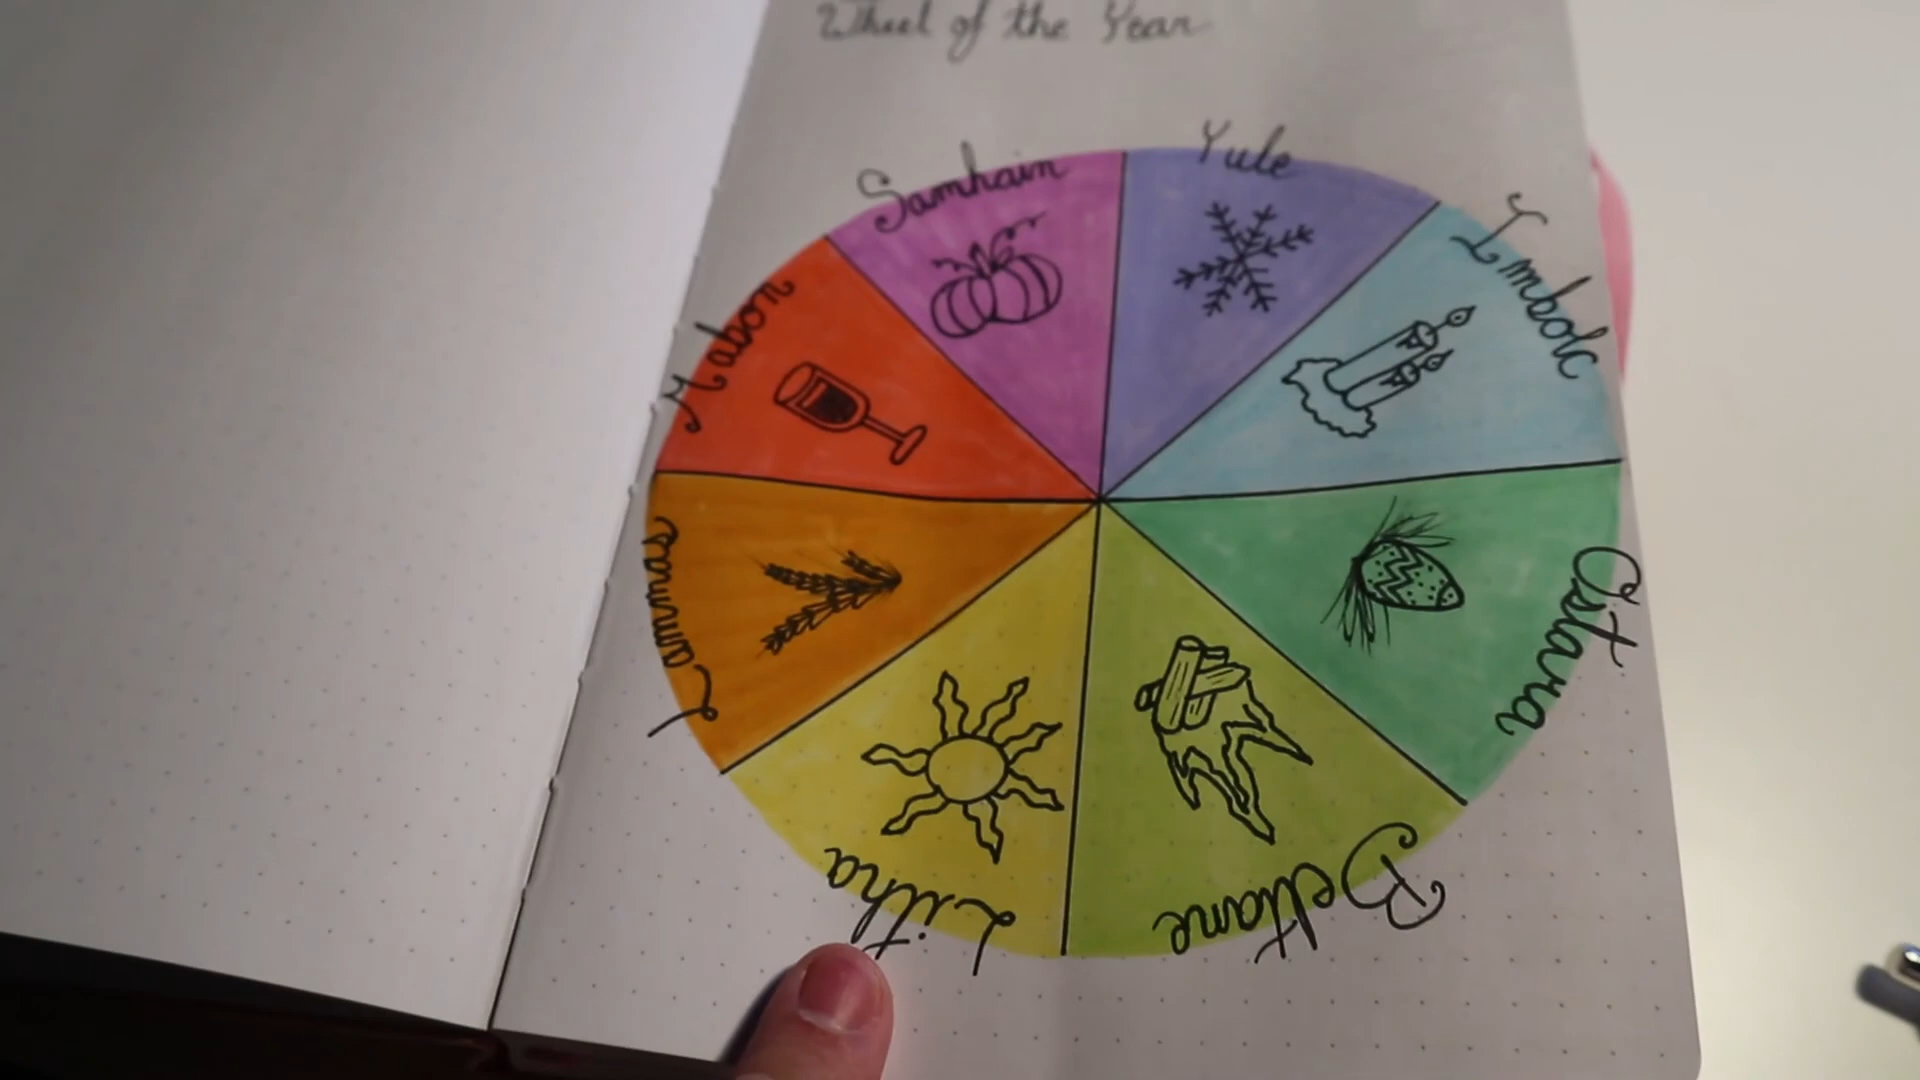 Wheel of the Year
Yule
Imbolc
Ostara
Beltane
Litha
Lammas
Mabon
Samhain